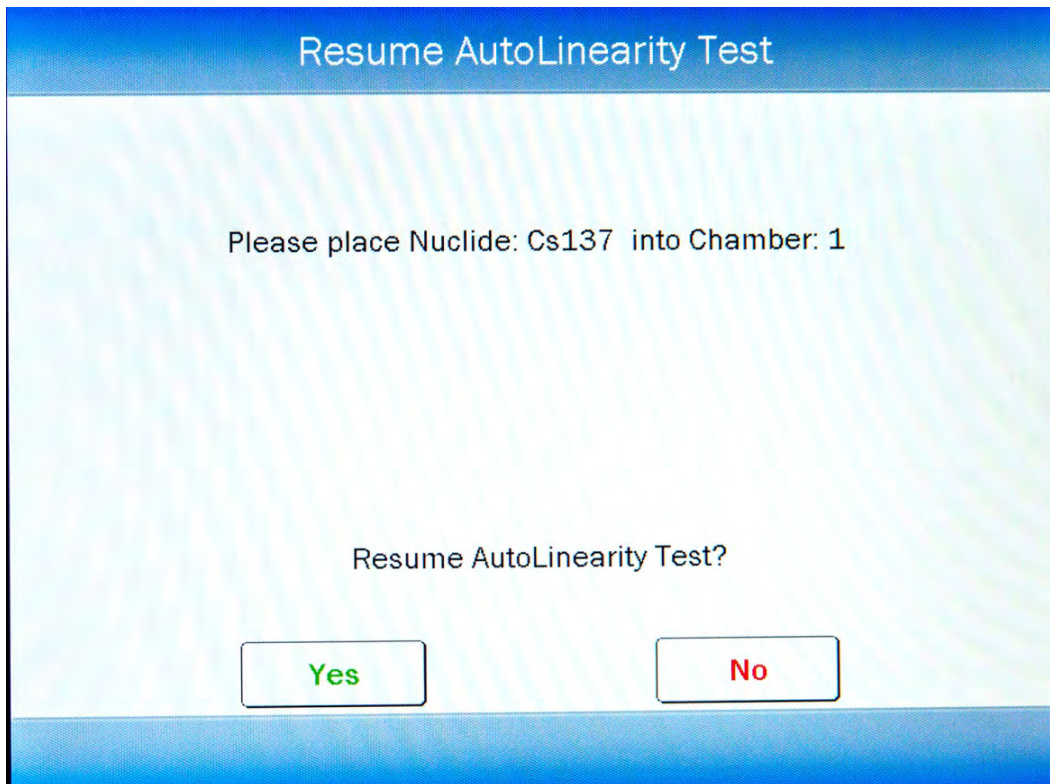 Resume AutoLinearity Test
Please place Nuclide: Cs137 into Chamber: 1
Resume AutoLinearity Test?
Yes
No